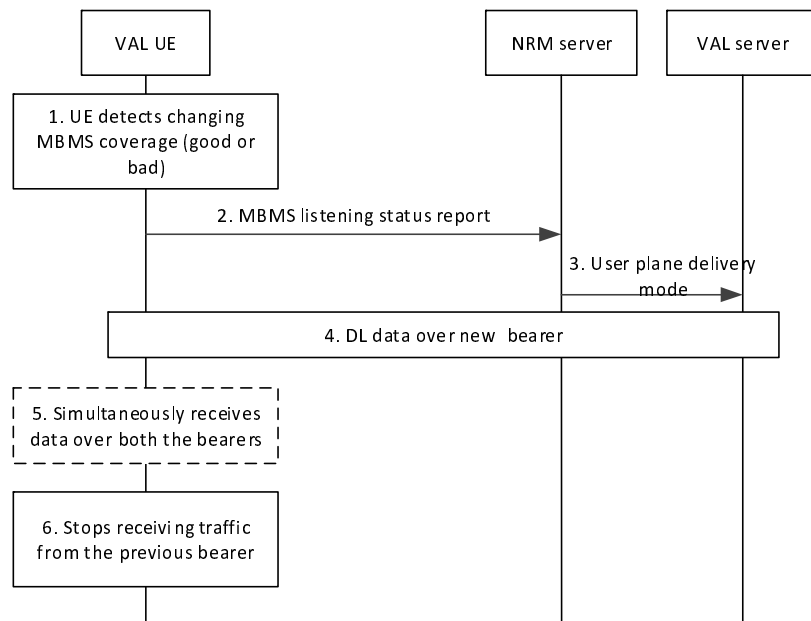 VAL UE
NRM server
VAL server
1. UE detects changing
MBMS coverage (good or
bad)
2. MBMS listening status report
3. User plane delivery
mode
4. DL data over new bearer
5. Simultaneously receives
data over both the bearers
6. Stops receiving traffic
from the previous bearer